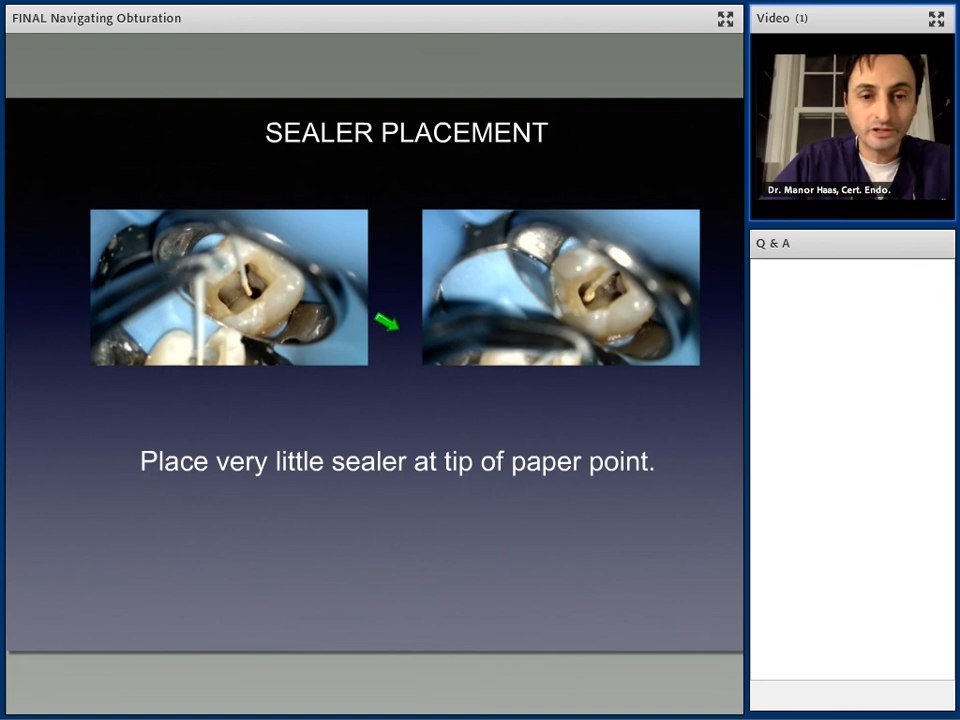 FINAL Navigating Obturation
Video (1)
SEALER PLACEMENT
Dr. Manor Haas, Cert. Endo.
Q & A
Place very little sealer at tip of paper point.